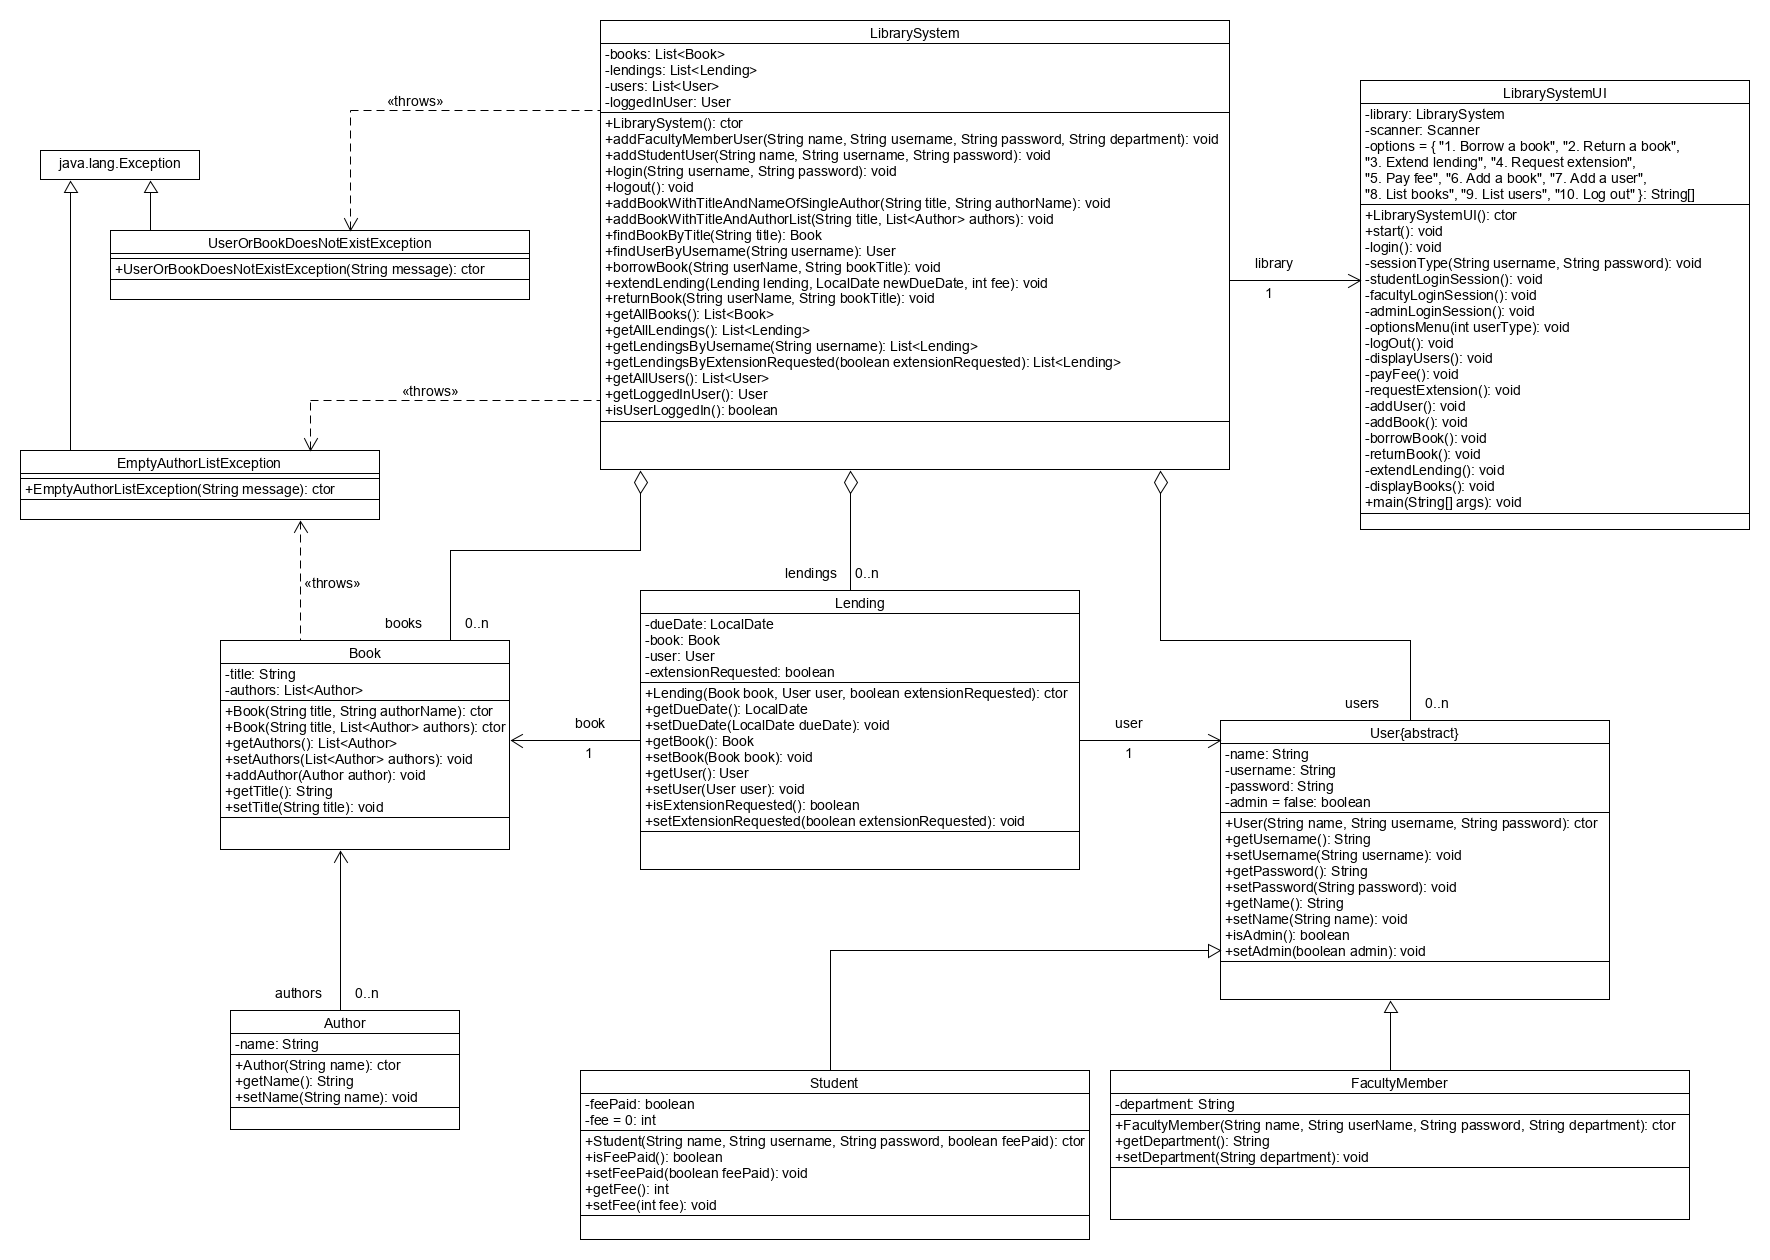 LibrarySystem
-books: List<Book>
-lendings: List<Lending>
-users: List<User>
-loggedInUser: User
+LibrarySystem(): ctor
+addFacultyMemberUser(String name, String username, String password, String department): void
+addStudentUser(String name, String username, String password): void
+login(String username, String password): void
+logout(): void
+addBookWithTitleAndNameOfSingleAuthor(String title, String authorName): void
+addBookWithTitleAndAuthorList(String title, List<Author> authors): void
+findBookByTitle(String title): Book
+findUserByUsername(String username): User
+borrowBook(String userName, String bookTitle): void
+extendLending(Lending lending, LocalDate newDueDate, int fee): void
+returnBook(String userName, String bookTitle): void
+getAllBooks(): List<Book>
+getAllLendings(): List<Lending>
+getLendingsByUsername(String username): List<Lending>
+getLendingsByExtensionRequested(boolean extensionRequested): List<Lending>
+getAllUsers(): List<User>
+getLoggedInUser(): User
+isUserLoggedIn(): boolean
LibrarySystemUI
-library: LibrarySystem
-scanner: Scanner
-options = { "1. Borrow a book", "2. Return a book",
"3. Extend lending", "4. Request extension",
"5. Pay fee", "6. Add a book", "7. Add a user",
"8. List books", "9. List users", "10. Log out" }: String[]
+LibrarySystemUI(): ctor
+start(): void
-login(): void
-sessionType(String username, String password): void
-studentLoginSession(): void
-facultyLoginSession(): void
-adminLoginSession(): void
-optionsMenu(int userType): void
-logOut(): void
-displayUsers(): void
-payFee(): void
-requestExtension(): void
-addUser(): void
-addBook(): void
-borrowBook(): void
-returnBook(): void
-extendLending(): void
-displayBooks(): void
+main(String[] args): void
library
1
«throws»
java.lang.Exception
UserOrBookDoesNotExistException
+UserOrBookDoesNotExistException(String message): ctor
«throws»
EmptyAuthorListException
+EmptyAuthorListException(String message): ctor
«throws»
books 0..n
lendings 0..n
users 0..n
Book
-title: String
-authors: List<Author>
+Book(String title, String authorName): ctor
+Book(String title, List<Author> authors): ctor
+getAuthors(): List<Author>
+setAuthors(List<Author> authors): void
+addAuthor(Author author): void
+getTitle(): String
+setTitle(String title): void
book
1
Lending
-dueDate: LocalDate
-book: Book
-user: User
-extensionRequested: boolean
+Lending(Book book, User user, boolean extensionRequested): ctor
+getDueDate(): LocalDate
+setDueDate(LocalDate dueDate): void
+getBook(): Book
+setBook(Book book): void
+getUser(): User
+setUser(User user): void
+isExtensionRequested(): boolean
+setExtensionRequested(boolean extensionRequested): void
user
1
User{abstract}
-name: String
-username: String
-password: String
-admin = false: boolean
+User(String name, String username, String password): ctor
+getUsername(): String
+setUsername(String username): void
+getPassword(): String
+setPassword(String password): void
+getName(): String
+setName(String name): void
+isAdmin(): boolean
+setAdmin(boolean admin): void
authors 0..n
Author
-name: String
+Author(String name): ctor
+getName(): String
+setName(String name): void
Student
-feePaid: boolean
-fee = 0: int
+Student(String name, String username, String password, boolean feePaid): ctor
+isFeePaid(): boolean
+setFeePaid(boolean feePaid): void
+getFee(): int
+setFee(int fee): void
FacultyMember
-department: String
+FacultyMember(String name, String userName, String password, String department): ctor
+getDepartment(): String
+setDepartment(String department): void